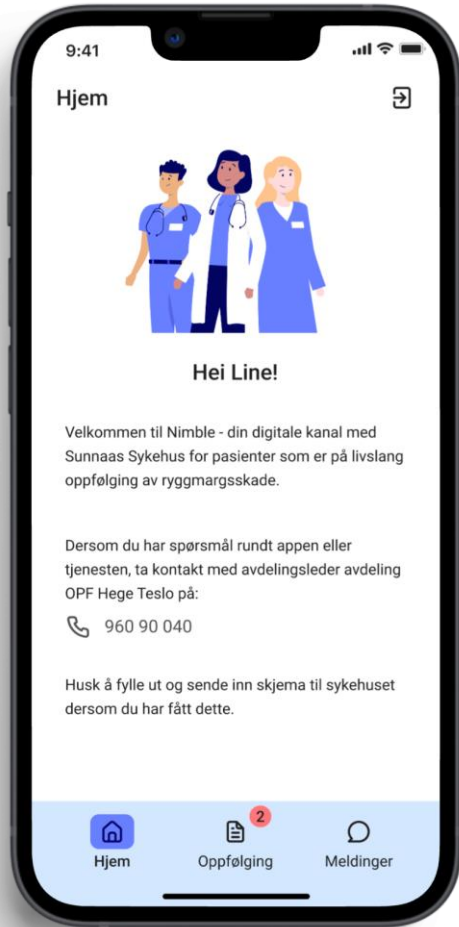 9:41
Hjem
Hei Line!
Velkommen til Nimble - din digitale kanal med
Sunnaas Sykehus for pasienter som er på livslang
oppfølging av ryggmargsskade.
Dersom du har spørsmål rundt appen eller
tjenesten, ta kontakt med avdelingsleder avdeling
OPF Hege Teslo på:
960 90 040
Husk å fylle ut og sende inn skjema til sykehuset
dersom du har fått dette.
2
Hjem Oppfølging Meldinger